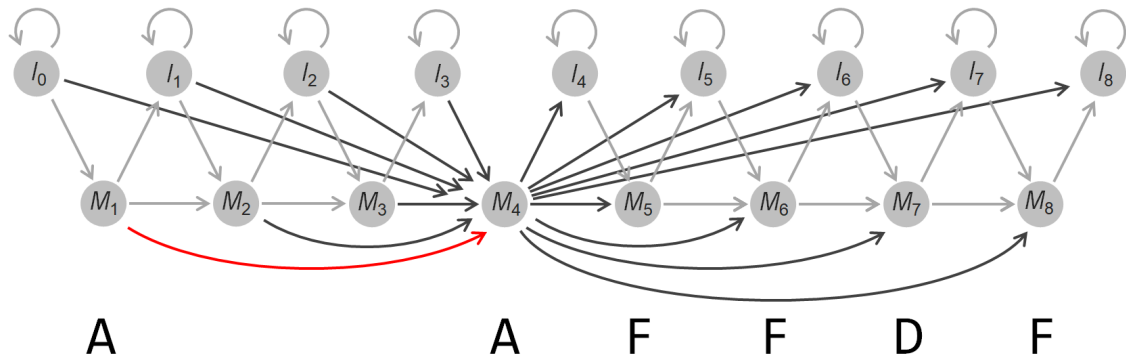 I₀ I₁ I₂ I₃ I₄ I₅ I₆ I₇ I₈
M₁ M₂ M₃ M₄ M₅ M₆ M₇ M₈
A A F F D F